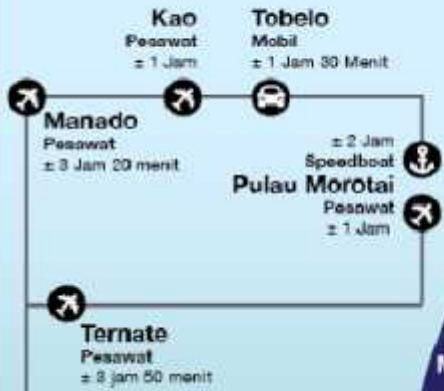 Kao
Pesawat
± 1 Jam
Tobelo
Mobil
± 1 Jam 30 Menit
Manado
Pesawat
± 3 Jam 20 menit
± 2 Jam
Speedboat
Pulau Morotai
Pesawat
± 1 Jam
Ternate
Pesawat
± 3 jam 50 menit